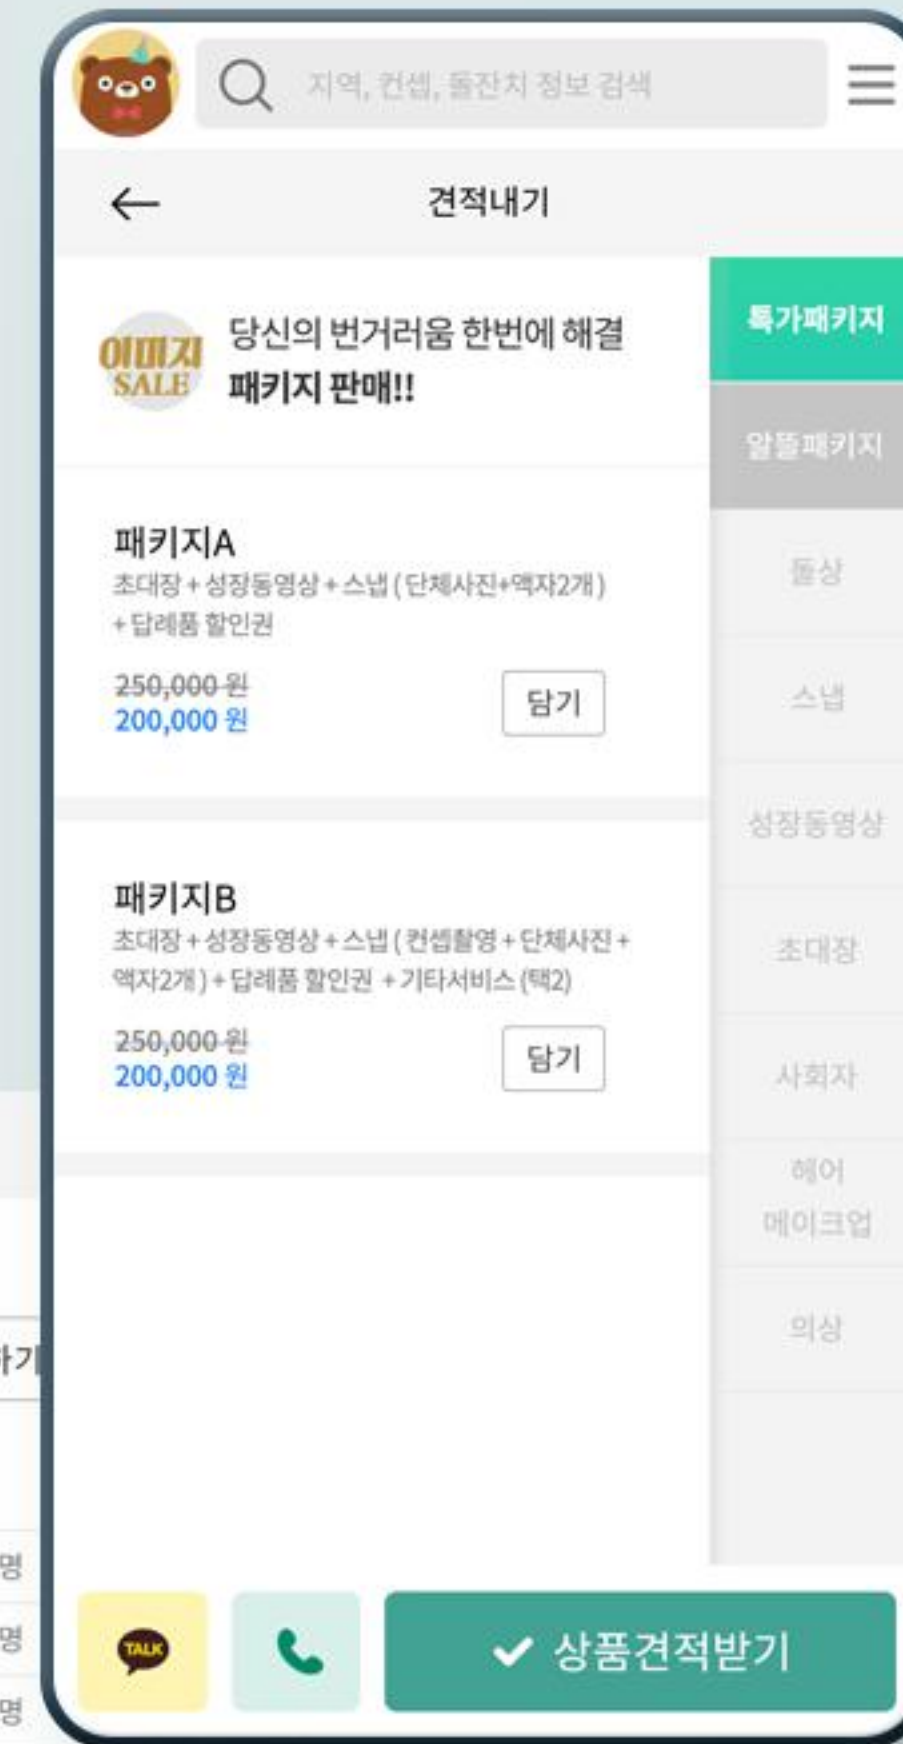 지역, 컨셉, 돌잔치 정보 검색
견적내기
이미지
SALE
당신의 번거러움 한번에 해결
패키지 판매!!
패키지A
초대장 + 성장동영상 + 스냅 ( 단체사진+액자2개 )
+ 답례품 할인권
250,000 원
200,000 원
담기
패키지B
초대장 + 성장동영상 + 스냅 ( 컨셉촬영 + 단체사진 +
액자2개 ) + 답례품 할인권 + 기타서비스 (택2)
250,000 원
200,000 원
담기
특가패키지
알뜰패키지
돌상
스냅
성장동영상
초대장
사회자
헤어
메이크업
의상
하기
명
명
명
TALK
상품견적받기